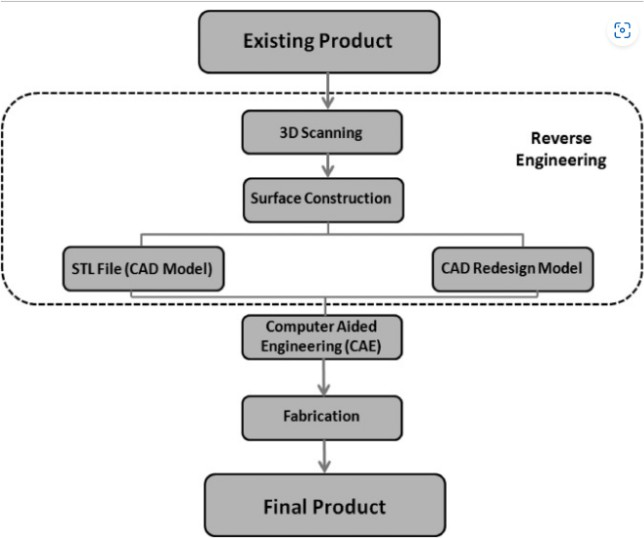 Existing Product
3D Scanning
Reverse
Engineering
Surface Construction
STL File (CAD Model)
CAD Redesign Model
Computer Aided
Engineering (CAE)
Fabrication
Final Product